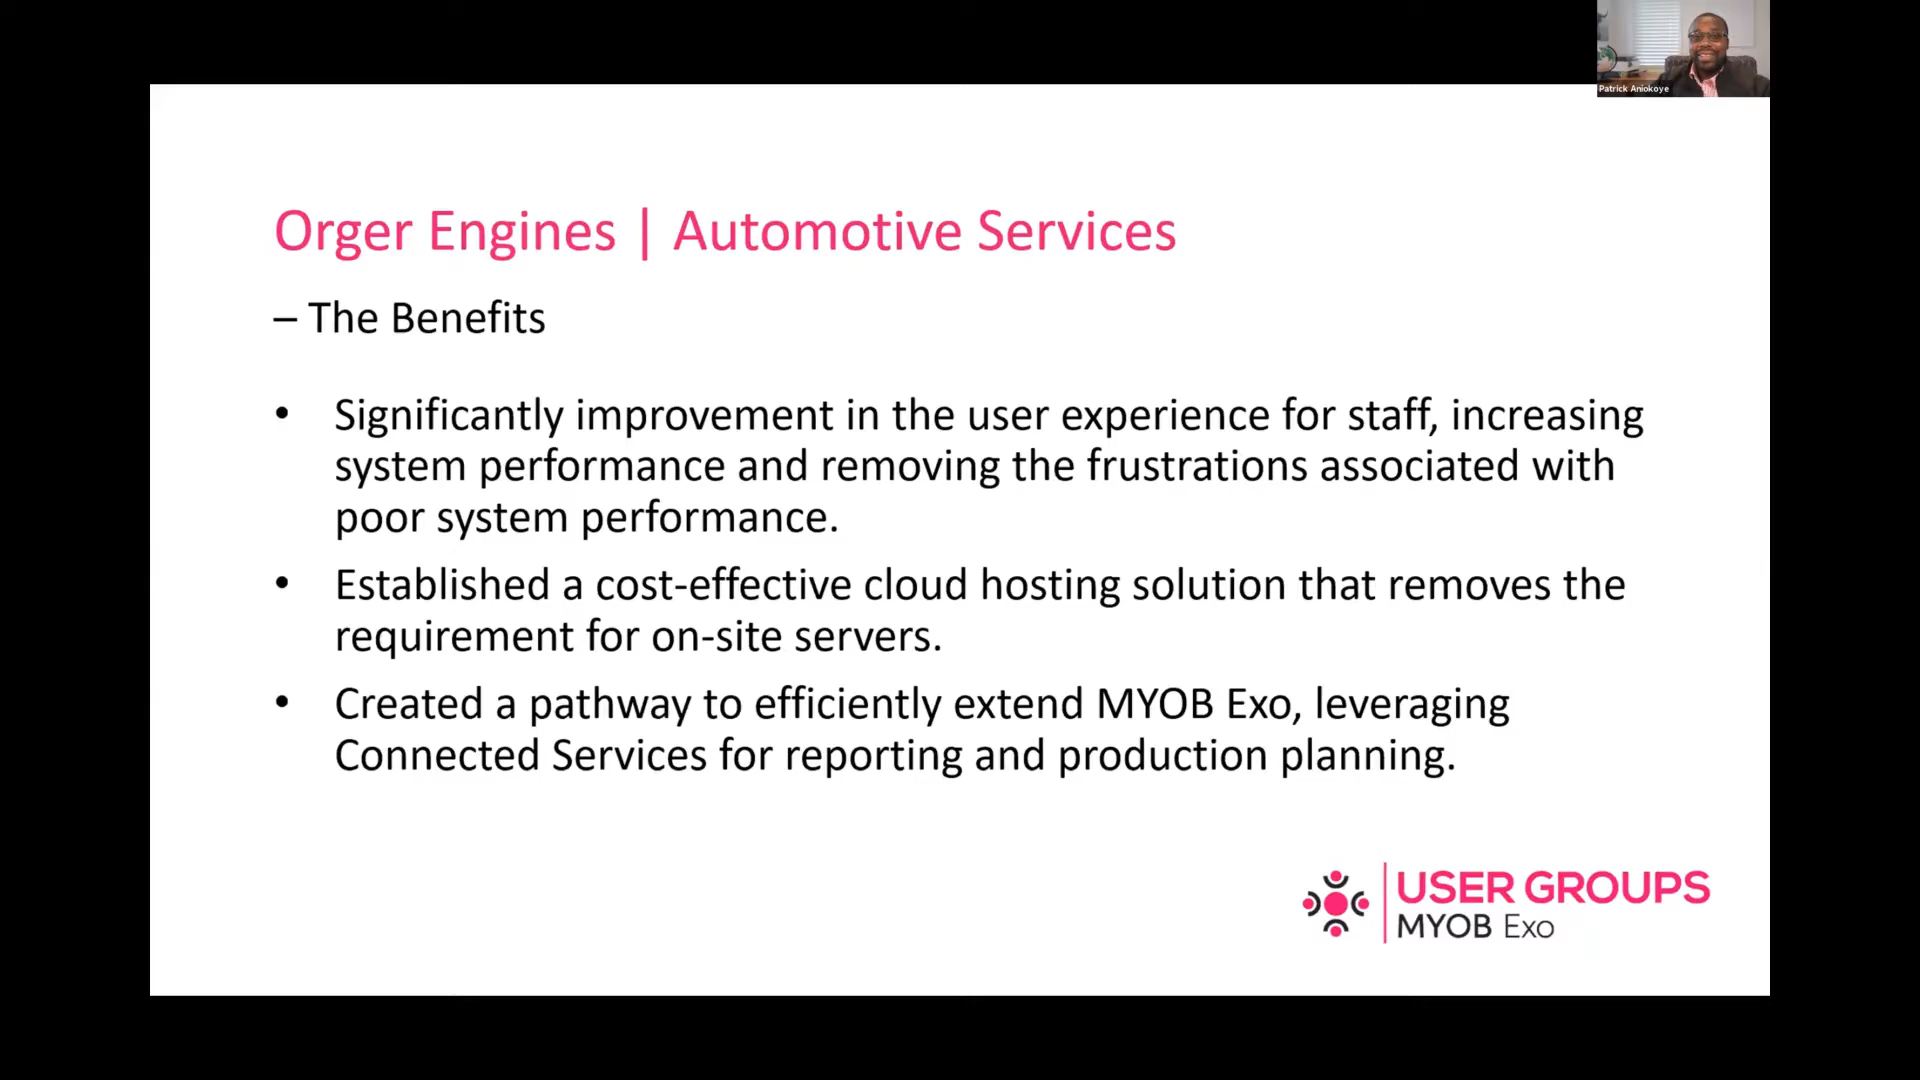 Patrick Aniokoye
Orger Engines | Automotive Services
– The Benefits
• Significantly improvement in the user experience for staff, increasing
system performance and removing the frustrations associated with
poor system performance.
• Established a cost-effective cloud hosting solution that removes the
requirement for on-site servers.
• Created a pathway to efficiently extend MYOB Exo, leveraging
Connected Services for reporting and production planning.
USER GROUPS
MYOB Exo